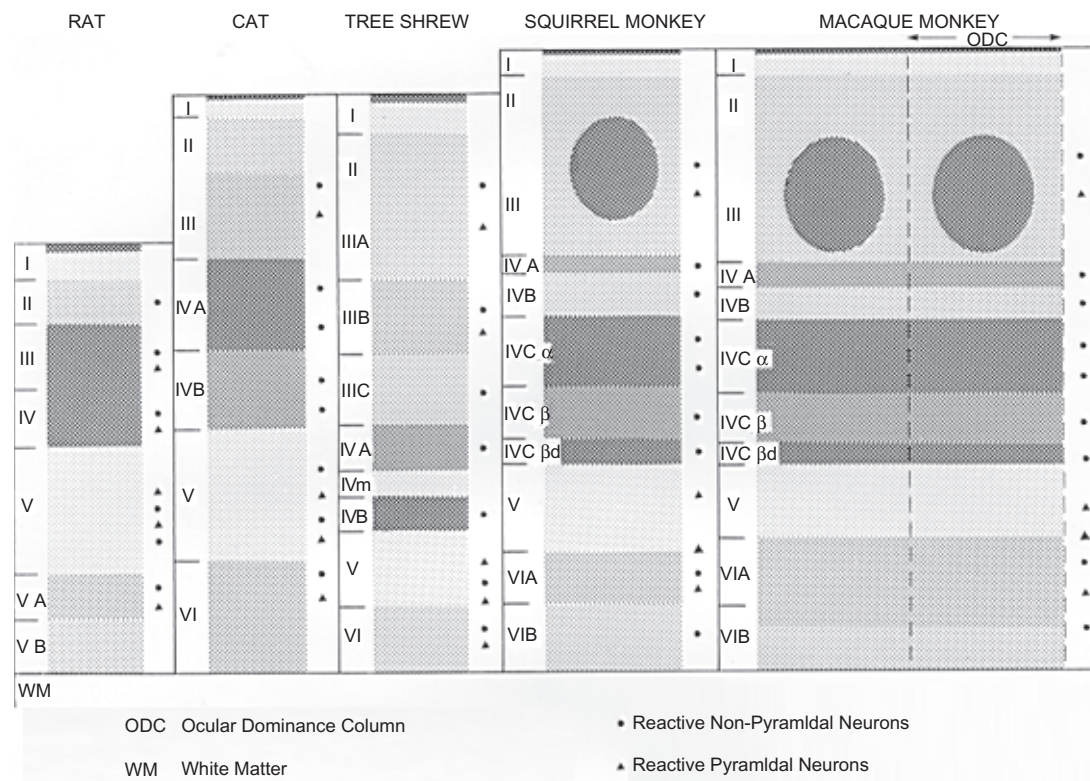 RAT
CAT
TREE SHREW
SQUIRREL MONKEY
MACAQUE MONKEY
ODC
I
II
III
IV
V
V A
V B
WM
I
II
III
IV A
IVB
V
VI
I
II
IIIA
IIIB
IIIC
IV A
IVm
IVB
V
VI
I
II
III
IV A
IVB
IVC α
IVC β
IVC βd
V
VIA
VIB
I
II
III
IV A
IVB
IVC α
IVC β
IVC βd
V
VIA
VIB
ODC Ocular Dominance Column
WM White Matter
Reactive Non-PyramIdal Neurons
Reactive PyramIdal Neurons